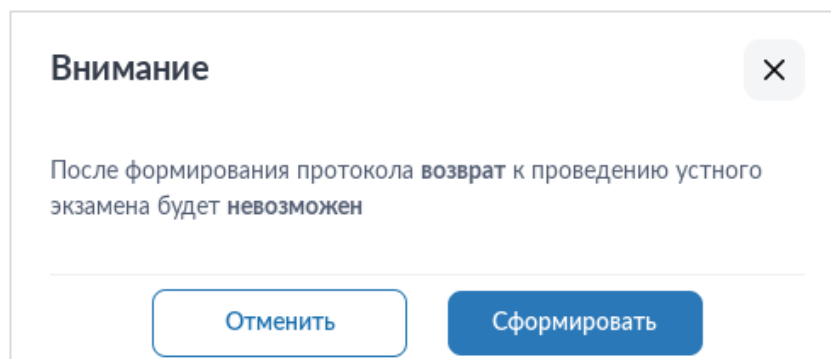 Внимание
После формирования протокола возврат к проведению устного
экзамена будет невозможен
Отменить
Сформировать